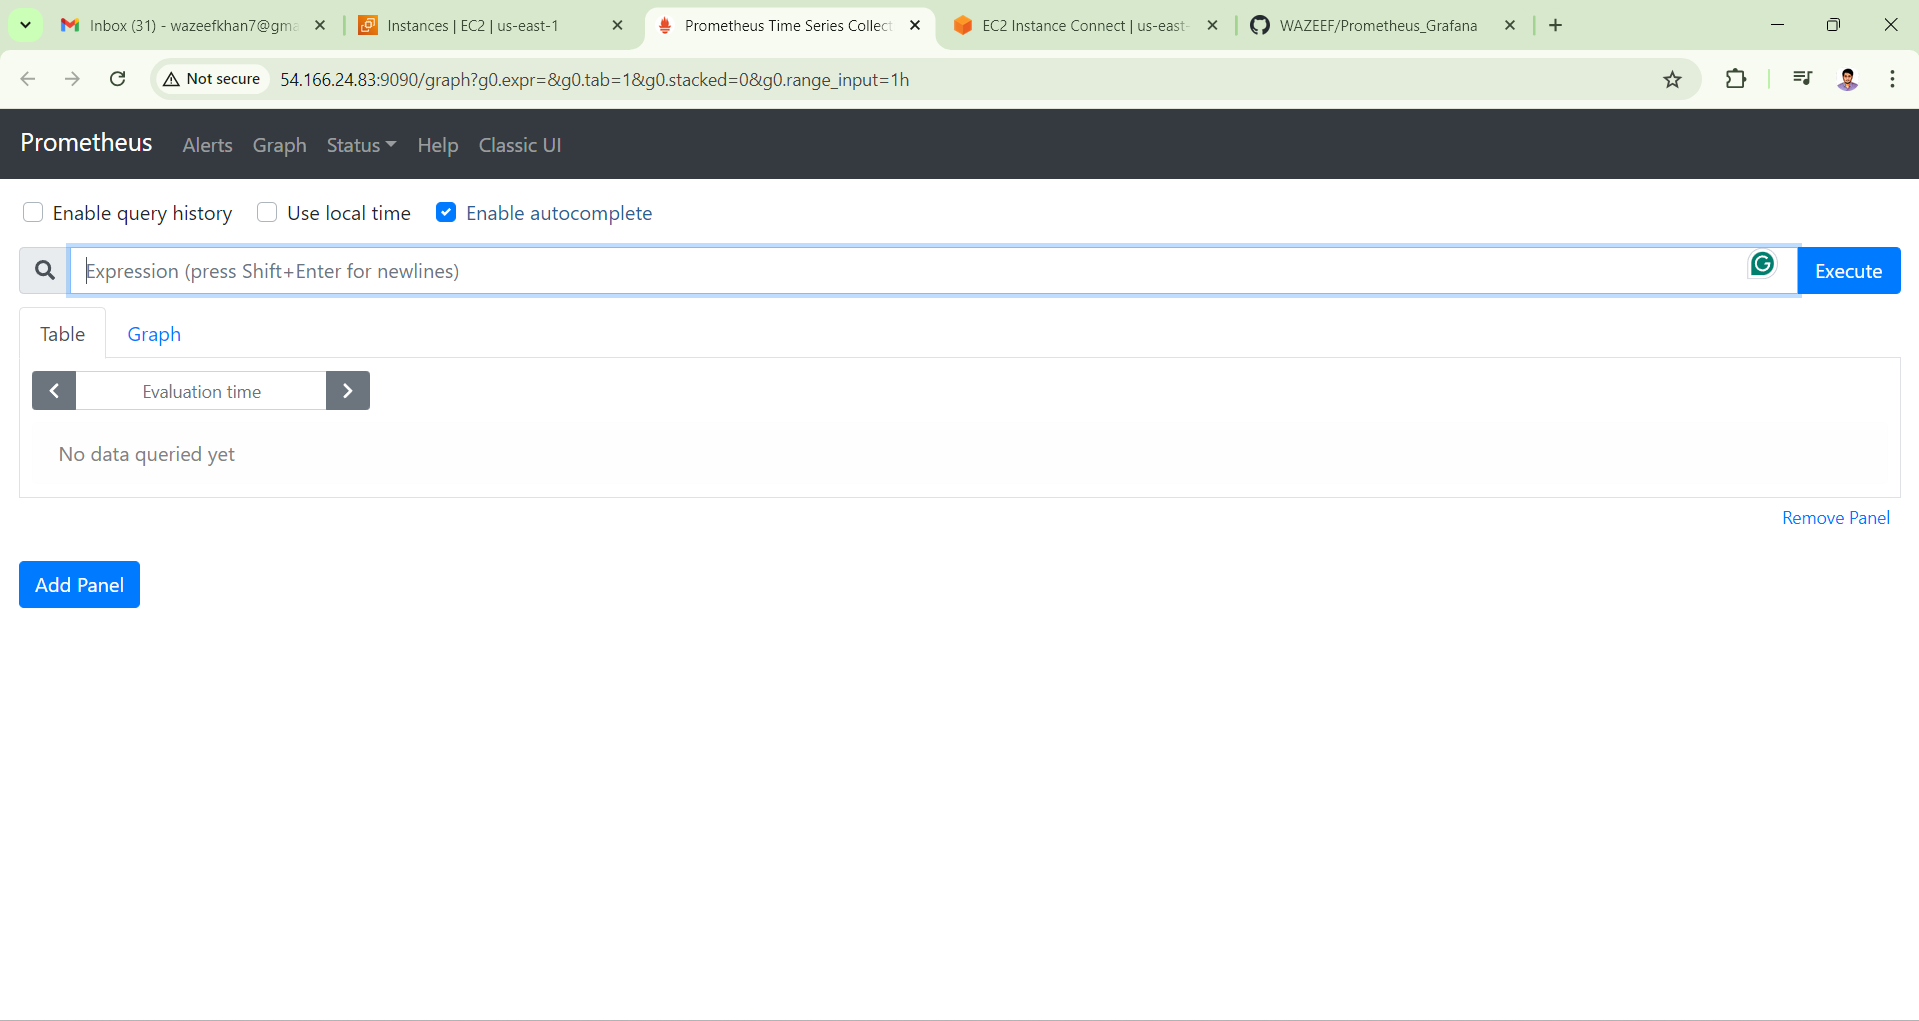 Inbox (31) - wazeefkhan7@gma
Instances | EC2 | us-east-1
Prometheus Time Series Collect
EC2 Instance Connect | us-east-
WAZEEF/Prometheus_Grafana
Not secure
54.166.24.83:9090/graph?g0.expr=&g0.tab=1&g0.stacked=0&g0.range_input=1h
Prometheus Alerts Graph Status Help Classic UI
Enable query history Use local time Enable autocomplete
Expression (press Shift+Enter for newlines)
Execute
Table Graph
Evaluation time
No data queried yet
Remove Panel
Add Panel